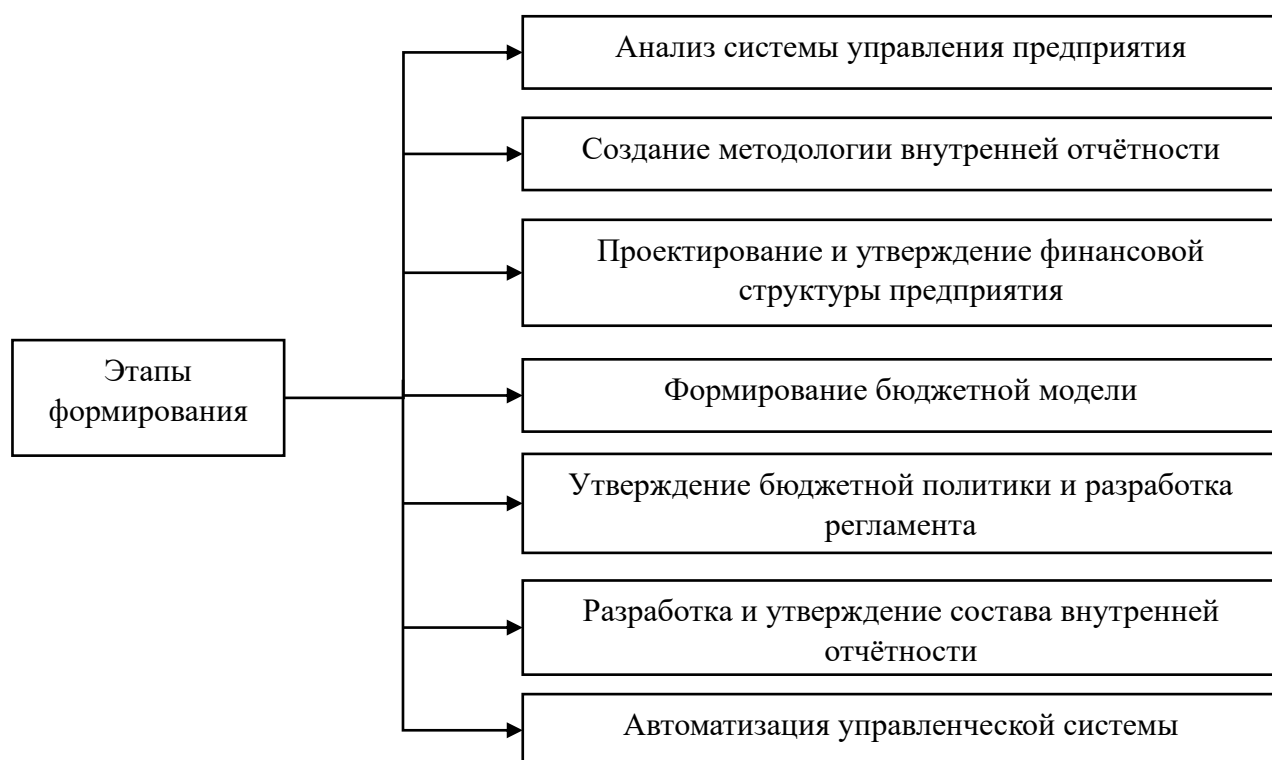 Анализ системы управления предприятия
Создание методологии внутренней отчётности
Проектирование и утверждение финансовой
структуры предприятия
Этапы
формирования
Формирование бюджетной модели
Утверждение бюджетной политики и разработка
регламента
Разработка и утверждение состава внутренней
отчётности
Автоматизация управленческой системы